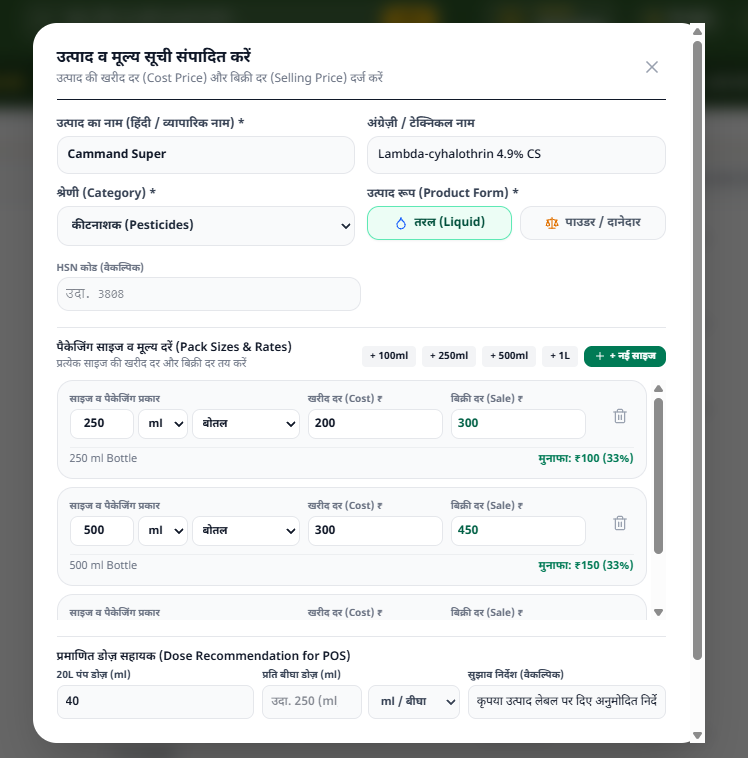 उत्पाद व मूल्य सूची संपादित करें
उत्पाद की खरीद दर (Cost Price) और बिक्री दर (Selling Price) दर्ज करें
उत्पाद का नाम (हिंदी / व्यापारिक नाम) *
अंग्रेज़ी / टेक्निकल नाम
Cammand Super
Lambda-cyhalothrin 4.9% CS
श्रेणी (Category) *
उत्पाद रूप (Product Form) *
कीटनाशक (Pesticides)
तरल (Liquid)
पाउडर / दानेदार
HSN कोड (वैकल्पिक)
उदा. 3808
पैकेजिंग साइज व मूल्य दरें (Pack Sizes & Rates)
प्रत्येक साइज की खरीद दर और बिक्री दर तय करें
+ 100ml
+ 250ml
+ 500ml
+ 1L
+ + नई साइज
साइज व पैकेजिंग प्रकार
खरीद दर (Cost) ₹
बिक्री दर (Sale) ₹
250
ml
बोतल
200
300
250 ml Bottle
मुनाफा: ₹100 (33%)
साइज व पैकेजिंग प्रकार
खरीद दर (Cost) ₹
बिक्री दर (Sale) ₹
500
ml
बोतल
300
450
500 ml Bottle
मुनाफा: ₹150 (33%)
साइज व पैकेजिंग प्रकार
खरीद दर (Cost) ₹
बिक्री दर (Sale) ₹
प्रमाणित डोज़ सहायक (Dose Recommendation for POS)
20L पंप डोज़ (ml)
प्रति बीघा डोज़ (ml)
सुझाव निर्देश (वैकल्पिक)
40
उदा. 250 (ml
ml / बीघा
कृपया उत्पाद लेबल पर दिए अनुमोदित निर्दे